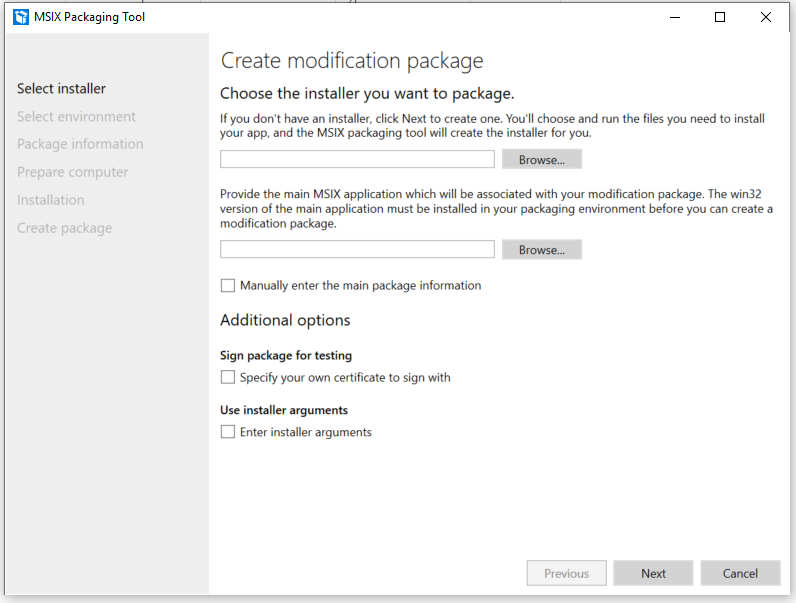 MSIX Packaging Tool
Select installer
Select environment
Package information
Prepare computer
Installation
Create package
Create modification package
Choose the installer you want to package.
If you don't have an installer, click Next to create one. You'll choose and run the files you need to install
your app, and the MSIX packaging tool will create the installer for you.
Browse...
Provide the main MSIX application which will be associated with your modification package. The win32
version of the main application must be installed in your packaging environment before you can create a
modification package.
Browse...
Manually enter the main package information
Additional options
Sign package for testing
Specify your own certificate to sign with
Use installer arguments
Enter installer arguments
Previous
Next
Cancel